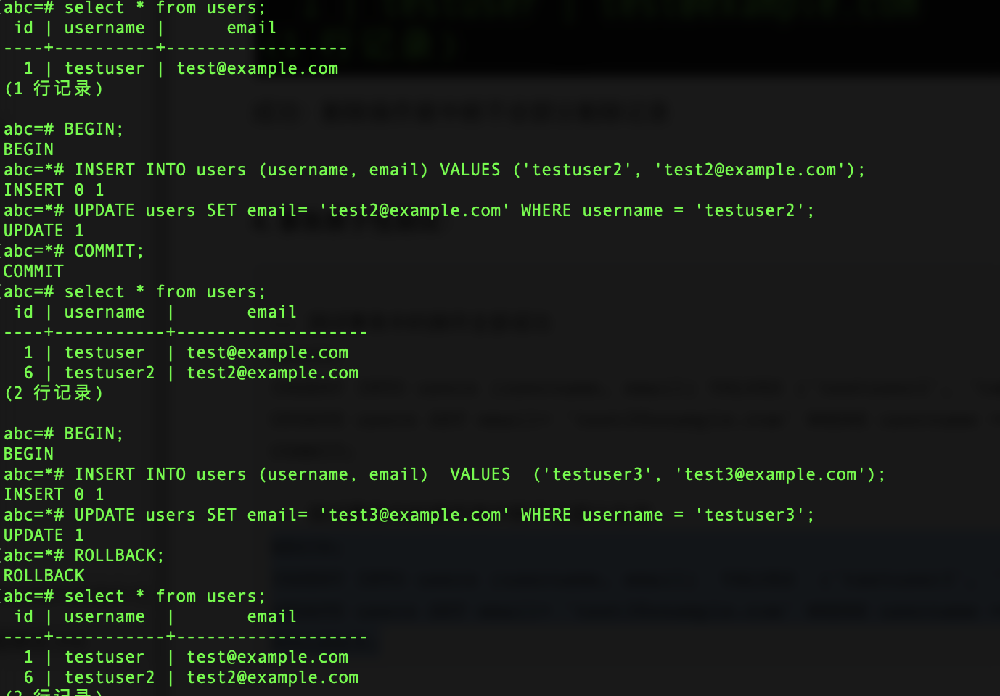 abc=# select * from users;
 id | username |      email
----+----------+------------------
  1 | testuser | test@example.com
(1 行记录)
abc=# BEGIN;
BEGIN
abc=*# INSERT INTO users (username, email) VALUES ('testuser2', 'test2@example.com');
INSERT 0 1
abc=*# UPDATE users SET email= 'test2@example.com' WHERE username = 'testuser2';
UPDATE 1
abc=*# COMMIT;
COMMIT
abc=# select * from users;
 id | username  |       email
----+-----------+-------------------
  1 | testuser  | test@example.com
  6 | testuser2 | test2@example.com
(2 行记录)
abc=# BEGIN;
BEGIN
abc=*# INSERT INTO users (username, email)  VALUES  ('testuser3', 'test3@example.com');
INSERT 0 1
abc=*# UPDATE users SET email= 'test3@example.com' WHERE username = 'testuser3';
UPDATE 1
abc=*# ROLLBACK;
ROLLBACK
abc=# select * from users;
 id | username  |       email
----+-----------+-------------------
  1 | testuser  | test@example.com
  6 | testuser2 | test2@example.com
(2 行记录)